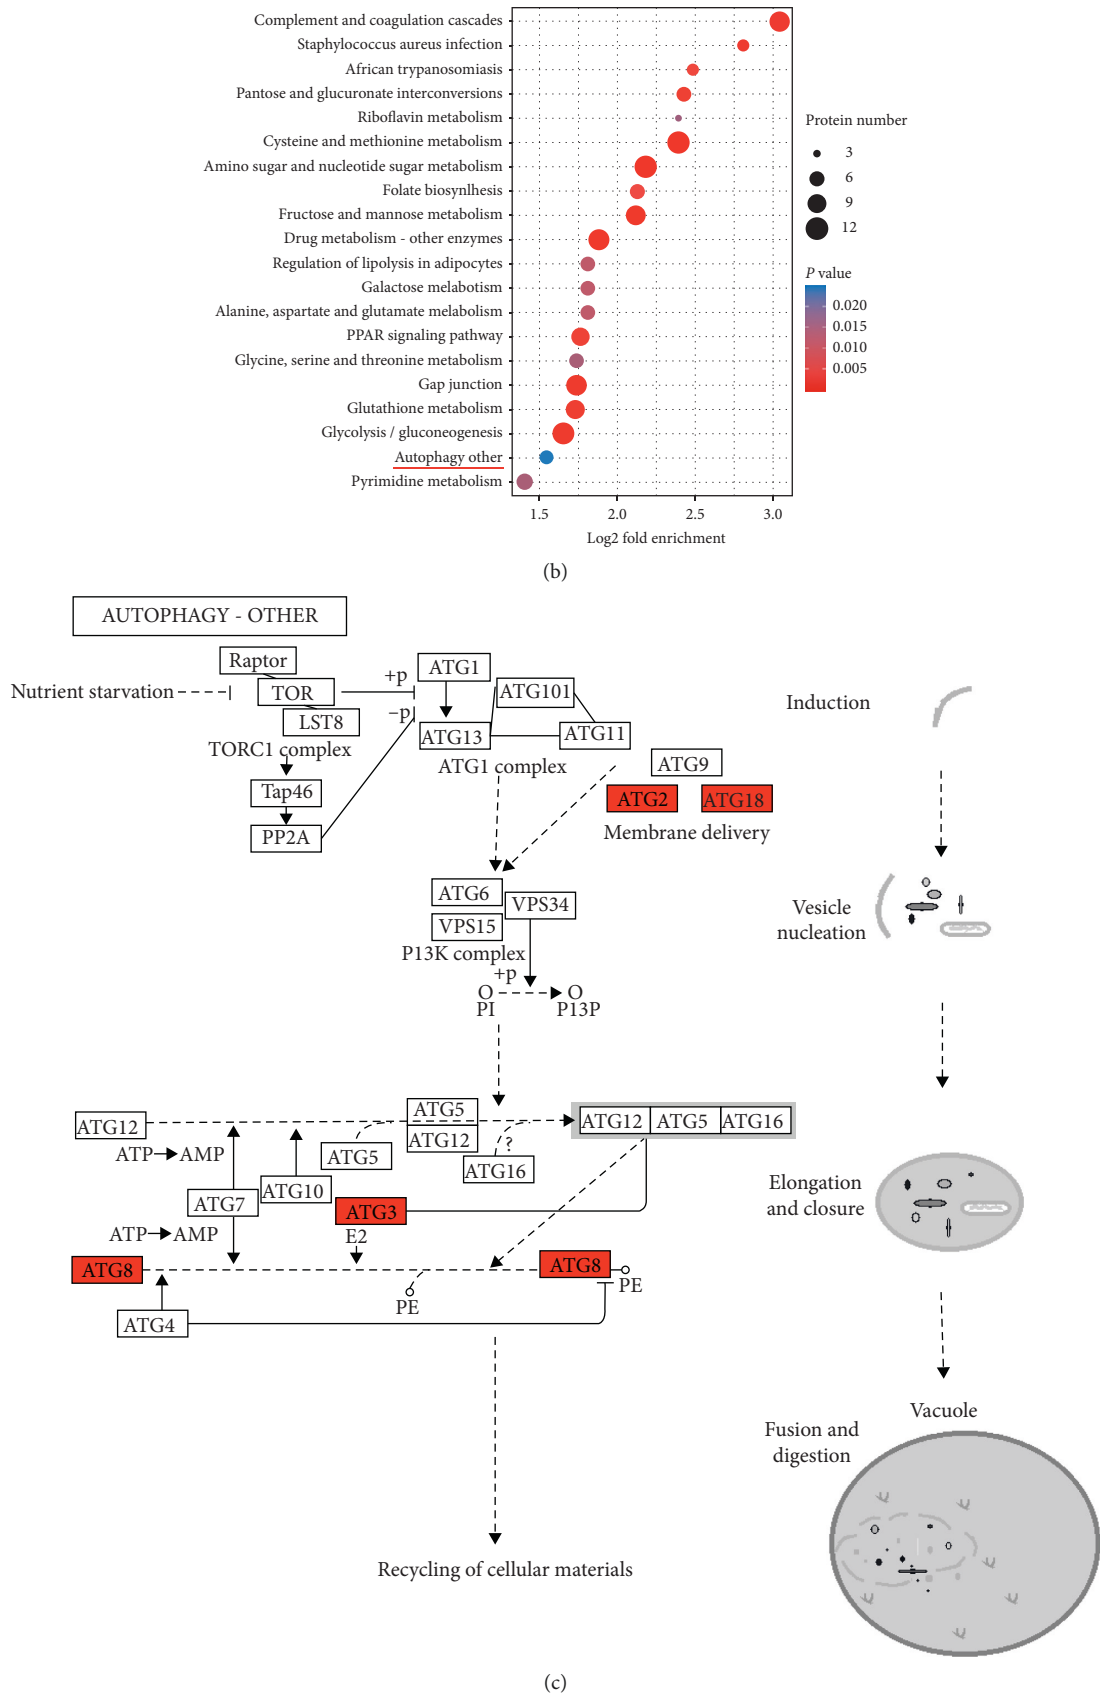 Complement and coagulation cascades
Staphylococcus aureus infection
African trypanosomiasis
Pantose and glucuronate interconversions
Riboflavin metabolism
Cysteine and methionine metabolism
Amino sugar and nucleotide sugar metabolism
Folate biosynlhesis
Fructose and mannose metabolism
Drug metabolism - other enzymes
Regulation of lipolysis in adipocytes
Galactose metabotism
Alanine, aspartate and glutamate metabolism
PPAR signaling pathway
Glycine, serine and threonine metabolism
Gap junction
Glutathione metabolism
Glycolysis / gluconeogenesis
Autophagy other
Pyrimidine metabolism
1.5 2.0 2.5 3.0
Log2 fold enrichment
Protein number
3
6
9
12
P value
0.020
0.015
0.010
0.005
(b)
AUTOPHAGY - OTHER
Nutrient starvation
Raptor
TOR
LST8
TORC1 complex
Tap46
PP2A
+p
–p
ATG1
ATG13
ATG101
ATG11
ATG1 complex
ATG9
ATG2 ATG18
Membrane delivery
ATG6
VPS34
VPS15
P13K complex
+p
O O
PI P13P
ATG12
ATP AMP
ATG5
ATG12
ATG5
?
ATG16
ATG12 ATG5 ATG16
ATG7
ATG10
ATG3
E2
ATP AMP
ATG8
ATG8
PE
PE
ATG4
Recycling of cellular materials
Induction
Vesicle
nucleation
Elongation
and closure
Vacuole
Fusion and
digestion
(c)